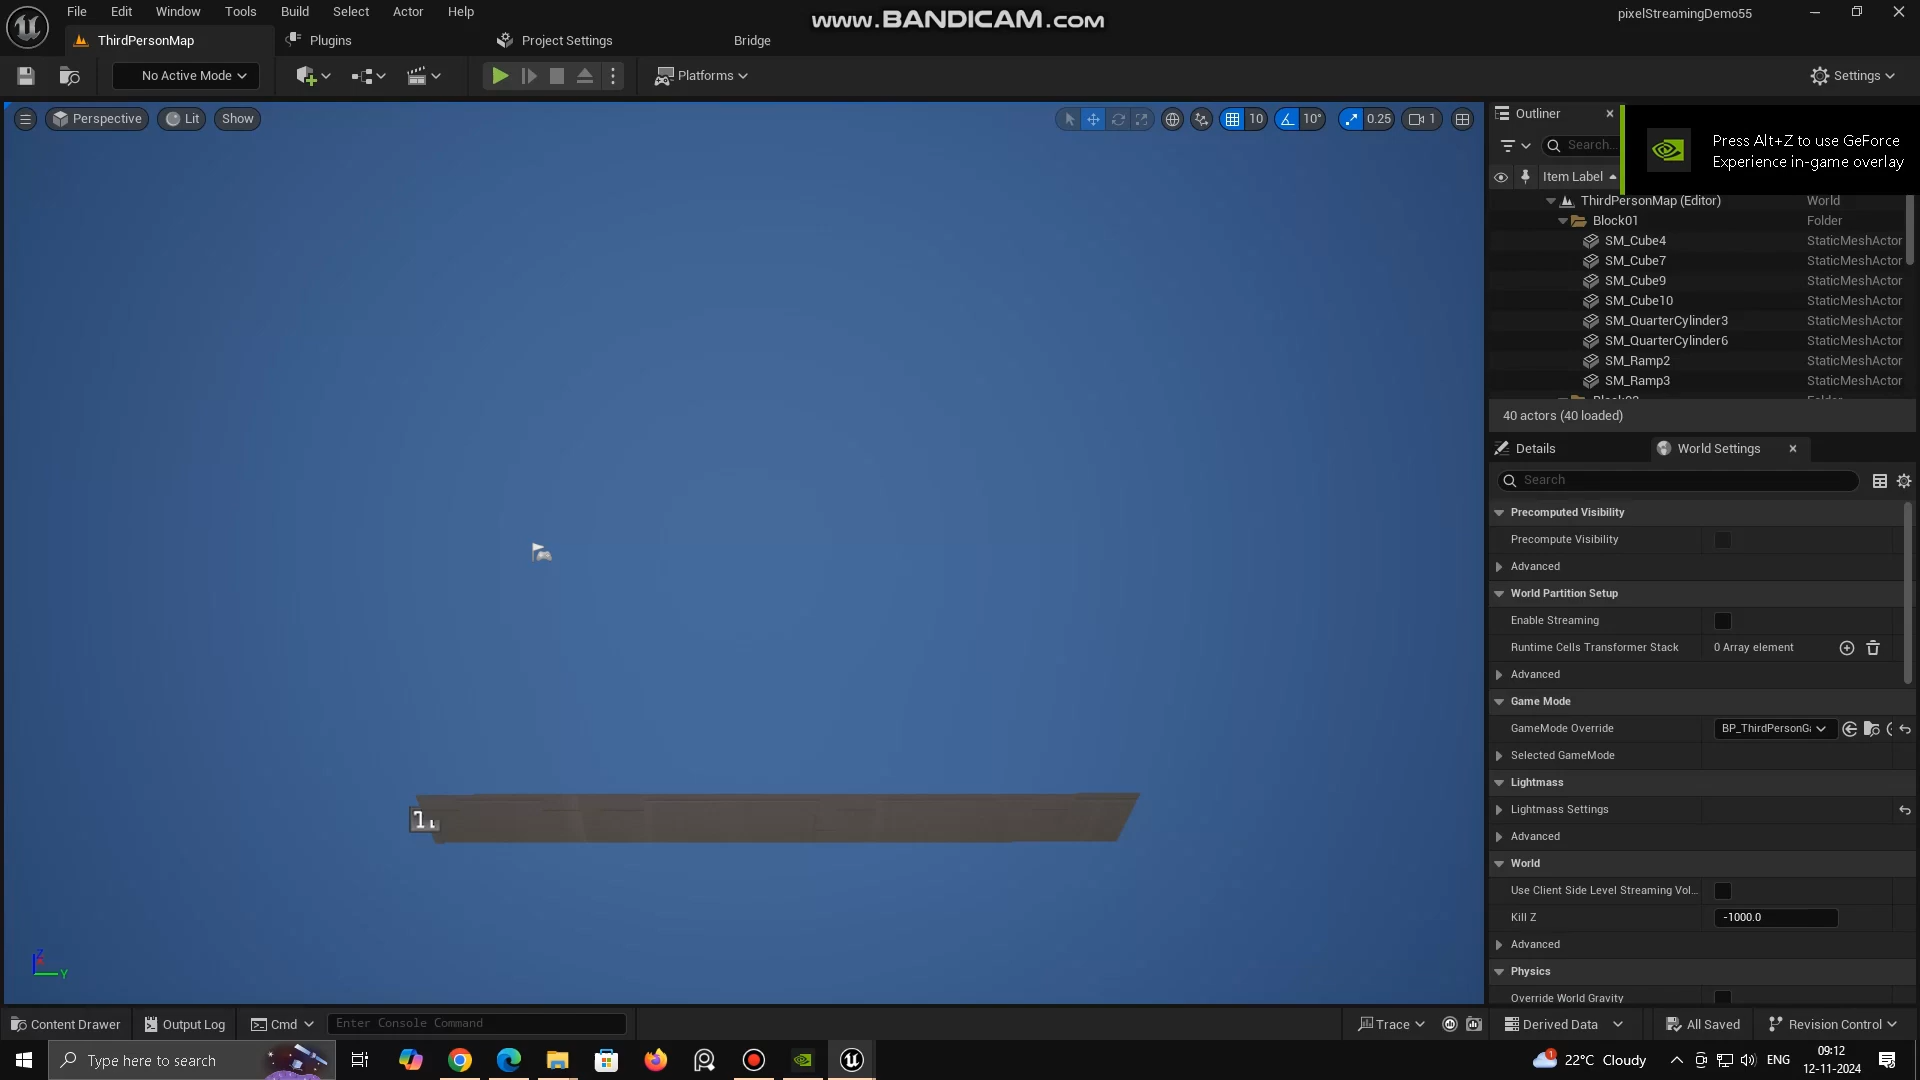 File Edit Window Tools Build Select Actor Help
www.BANDICAM.com
pixelStreamingDemo55
ThirdPersonMap
Plugins
Project Settings
Bridge
No Active Mode
Platforms
Settings
Perspective
Lit
Show
10
10°
0.25
1
Outliner
Search...
Press Alt+Z to use GeForce
Experience in-game overlay
Item Label
ThirdPersonMap (Editor) World
Block01 Folder
SM_Cube4 StaticMeshActor
SM_Cube7 StaticMeshActor
SM_Cube9 StaticMeshActor
SM_Cube10 StaticMeshActor
SM_QuarterCylinder3 StaticMeshActor
SM_QuarterCylinder6 StaticMeshActor
SM_Ramp2 StaticMeshActor
SM_Ramp3 StaticMeshActor
40 actors (40 loaded)
Details
World Settings
Search
Precomputed Visibility
Precompute Visibility
Advanced
World Partition Setup
Enable Streaming
Runtime Cells Transformer Stack 0 Array element
Advanced
Game Mode
GameMode Override BP_ThirdPersonGa
Selected GameMode
Lightmass
Lightmass Settings
Advanced
World
Use Client Side Level Streaming Vol...
Kill Z -1000.0
Advanced
Physics
Override World Gravity
Z
Y
Content Drawer
Output Log
Cmd
Enter Console Command
Trace
Derived Data
All Saved
Revision Control
Type here to search
1
22°C Cloudy
ENG
09:12
12-11-2024